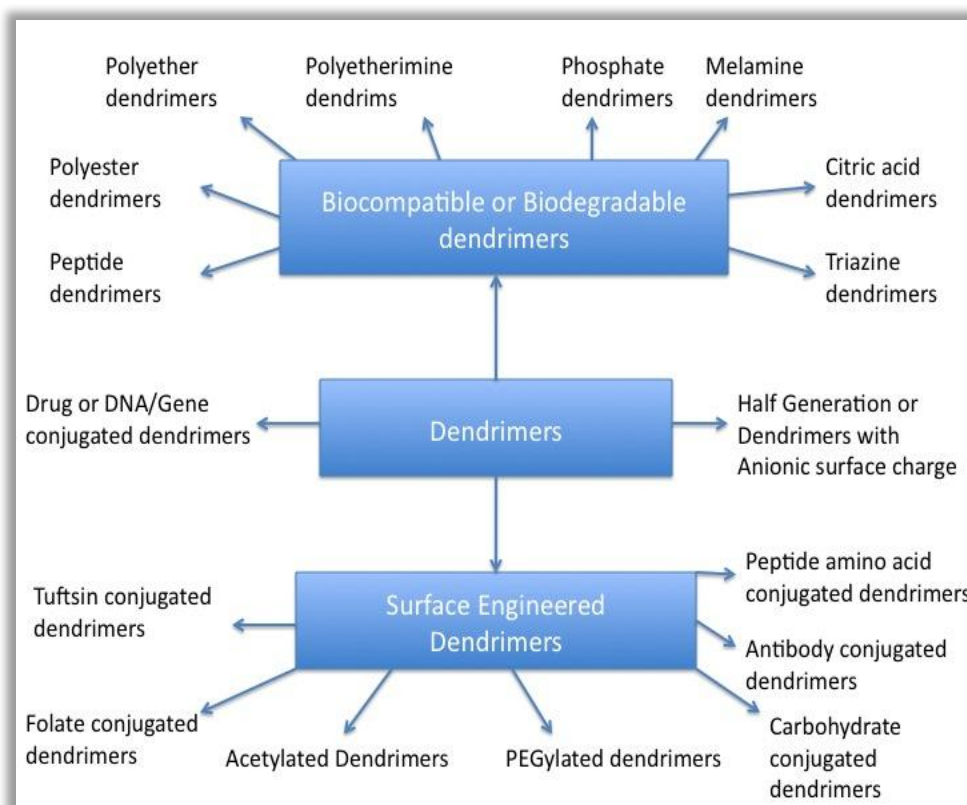 Polyether
dendrimers
Polyetherimine
dendrims
Phosphate
dendrimers
Melamine
dendrimers
Polyester
dendrimers
Biocompatible or Biodegradable
dendrimers
Citric acid
dendrimers
Peptide
dendrimers
Triazine
dendrimers
Drug or DNA/Gene
conjugated dendrimers
Dendrimers
Half Generation or
Dendrimers with
Anionic surface charge
Tuftsin conjugated
dendrimers
Surface Engineered
Dendrimers
Peptide amino acid
conjugated dendrimers
Antibody conjugated
dendrimers
Folate conjugated
dendrimers
Acetylated Dendrimers
PEGylated dendrimers
Carbohydrate
conjugated
dendrimers